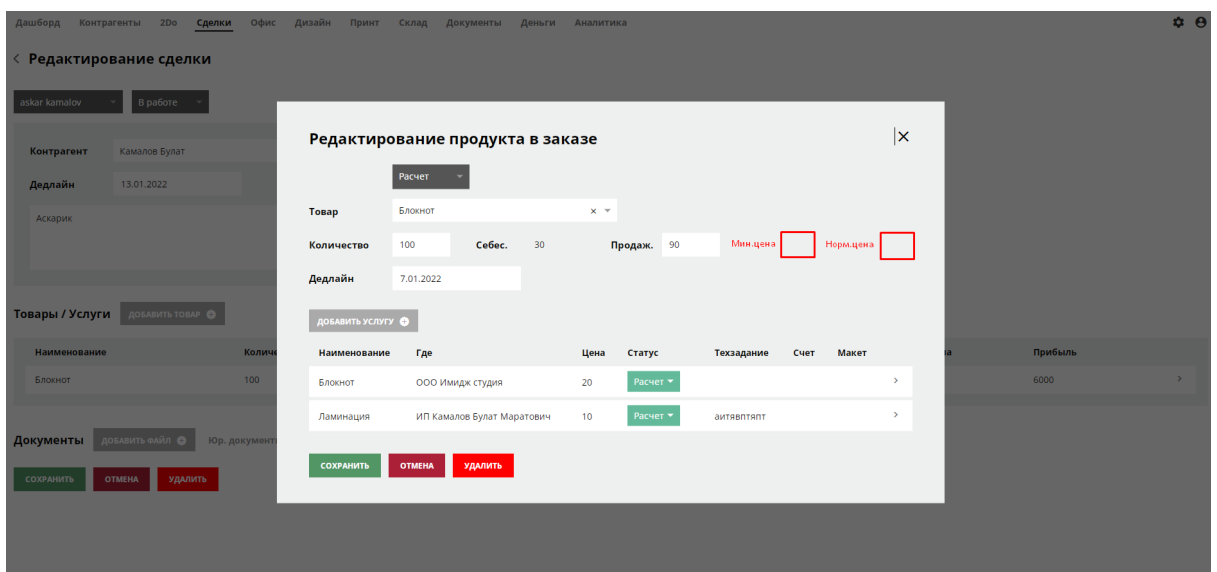 Дашборд Контрагенты 2Do Сделки Офис Дизайн Принт Склад Документы Деньги Аналитика
Редактирование сделки
askar kamalov В работе
Контрагент Камалов Булат
Дедлайн 13.01.2022
Аскарик
Товары / Услуги ДОБАВИТЬ ТОВАР
Наименование Количе
Прибыль
Блокнот 100
6000
Документы ДОБАВИТЬ ФАЙЛ Юр. документ
СОХРАНИТЬ ОТМЕНА УДАЛИТЬ
Редактирование продукта в заказе
Расчет
Товар Блокнот
Количество 100 Себес. 30 Продаж. 90 Мин.цена Норм.цена
Дедлайн 7.01.2022
ДОБАВИТЬ УСЛУГУ
Наименование Где Цена Статус Техзадание Счет Макет
Блокнот ООО Имидж студия 20 Расчет
Ламинация ИП Камалов Булат Маратович 10 Расчет аитявптяпт
СОХРАНИТЬ ОТМЕНА УДАЛИТЬ